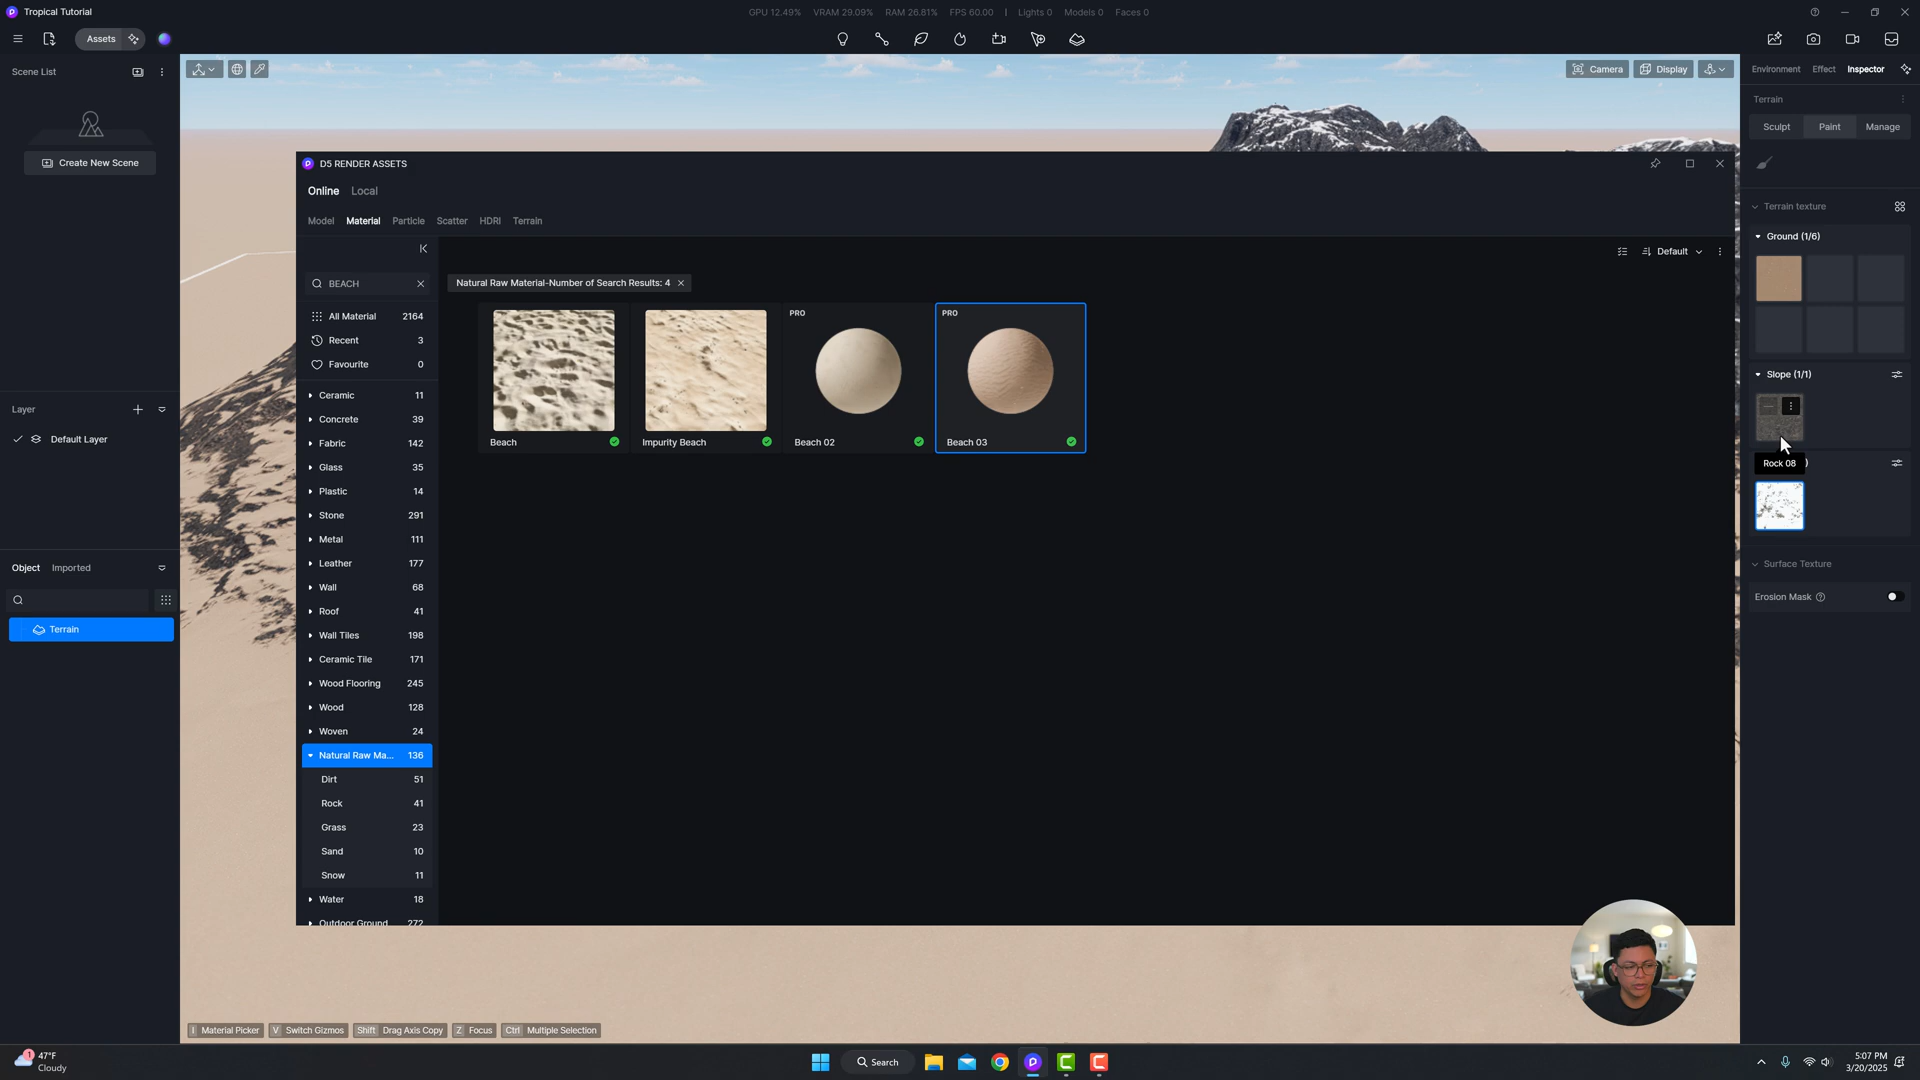 Tropical Tutorial
GPU 12.49% VRAM 29.09% RAM 26.81% FPS 60.00 | Lights 0 Models 0 Faces 0
Assets
Scene List
Camera
Display
Environment Effect Inspector
Create New Scene
Terrain
Sculpt Paint Manage
D5 RENDER ASSETS
Online Local
Model Material Particle Scatter HDRI Terrain
Terrain texture
Ground (1/6)
BEACH
Default
Natural Raw Material-Number of Search Results: 4
All Material 2164
Recent 3
Favourite 0
PRO
PRO
Beach
Impurity Beach
Beach 02
Beach 03
Slope (1/1)
Rock 08
)
Surface Texture
Erosion Mask
Layer
Default Layer
Object Imported
Terrain
Ceramic 11
Concrete 39
Fabric 142
Glass 35
Plastic 14
Stone 291
Metal 111
Leather 177
Wall 68
Roof 41
Wall Tiles 198
Ceramic Tile 171
Wood Flooring 245
Wood 128
Woven 24
Natural Raw Ma... 136
Dirt 51
Rock 41
Grass 23
Sand 10
Snow 11
Water 18
Outdoor Ground 272
I Material Picker V Switch Gizmos Shift Drag Axis Copy Z Focus Ctrl Multiple Selection
1
47°F
Cloudy
Search
5:07 PM
3/20/2025